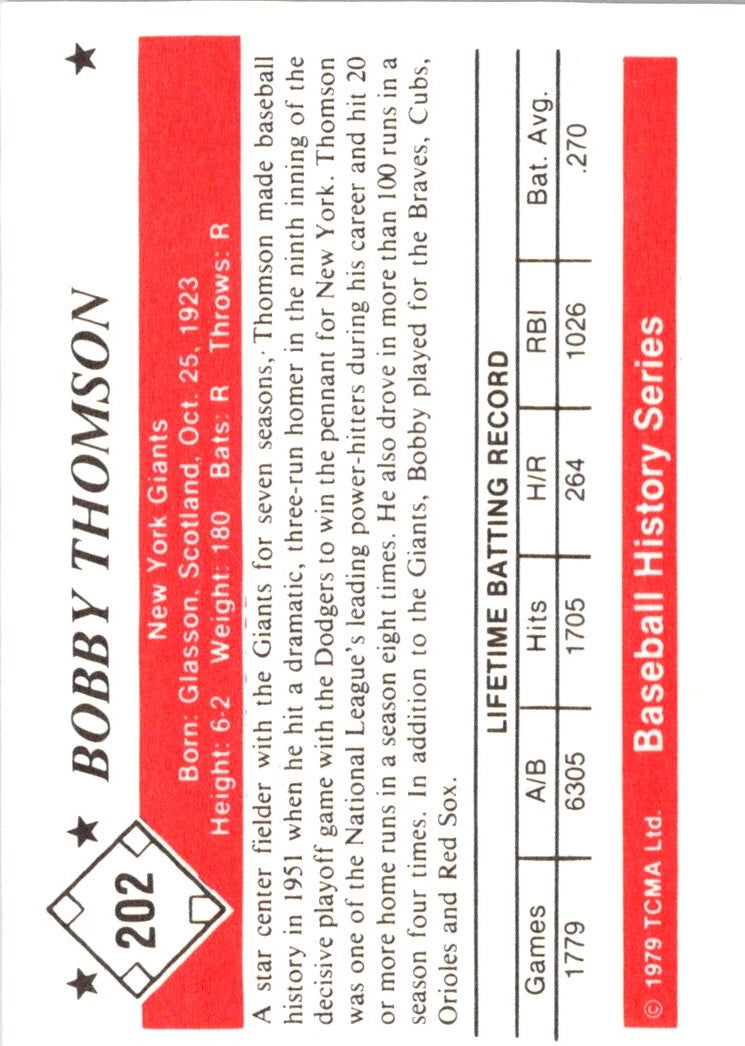 202
BOBBY THOMSON
New York Giants
Born: Glasson, Scotland, Oct. 25, 1923
Height: 6-2 Weight: 180 Bats: R Throws: R
A star center fielder with the Giants for seven seasons, Thomson made baseball
history in 1951 when he hit a dramatic, three-run homer in the ninth inning of the
decisive playoff game with the Dodgers to win the pennant for New York. Thomson
was one of the National League's leading power-hitters during his career and hit 20
or more home runs in a season eight times. He also drove in more than 100 runs in a
season four times. In addition to the Giants, Bobby played for the Braves, Cubs,
Orioles and Red Sox.
LIFETIME BATTING RECORD
Games A/B Hits H/R RBI Bat. Avg.
1779 6305 1705 264 1026 .270
© 1979 TCMA Ltd. Baseball History Series